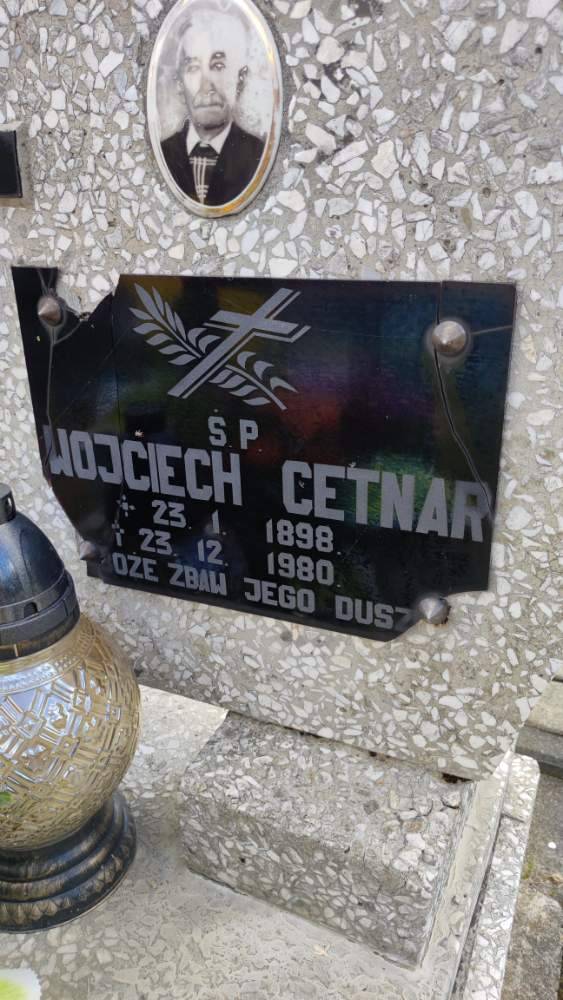 S P
WOJCIECH CETNAR
* 23. 1. 1898.
† 23. 12. 1980.
OZE ZBAW JEGO DUSZ